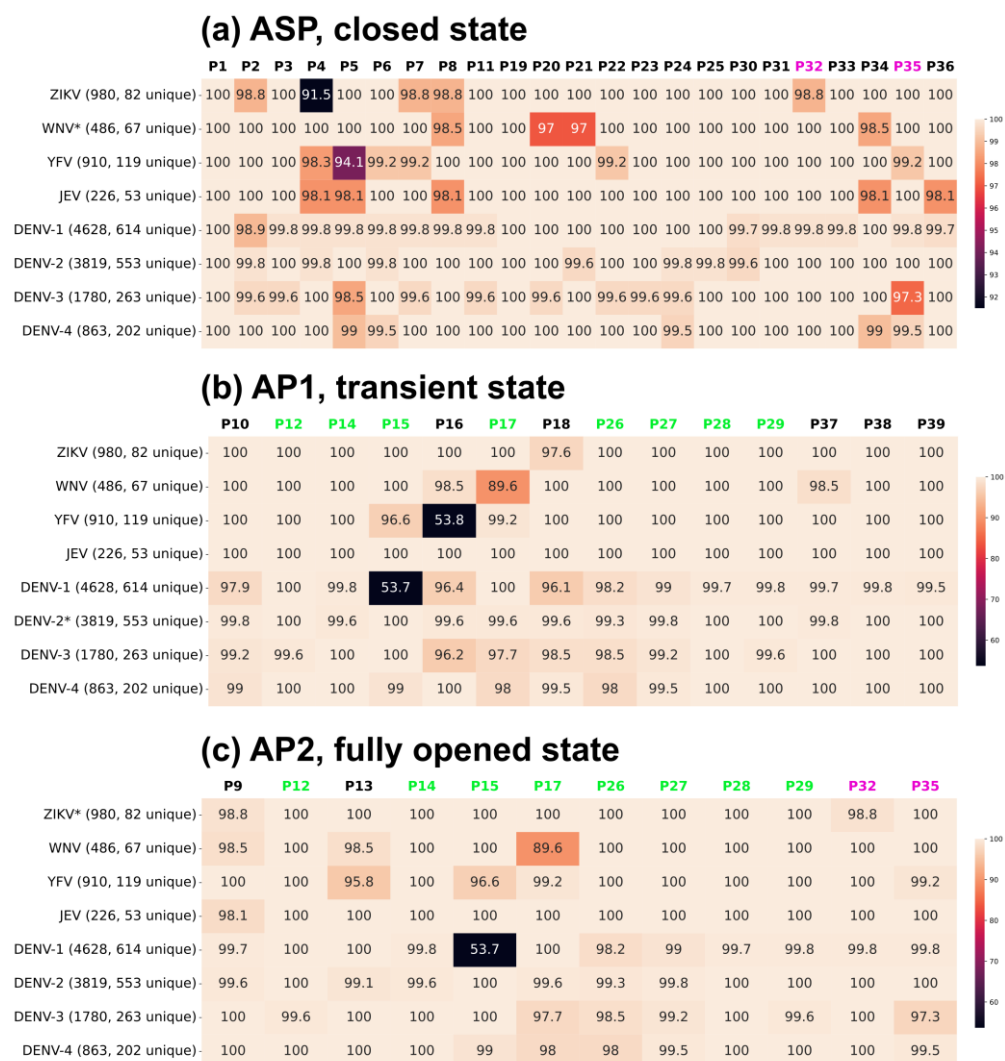 (a) ASP, closed state
P1 P2 P3 P4 P5 P6 P7 P8 P11 P19 P20 P21 P22 P23 P24 P25 P30 P31 P32 P33 P34 P35 P36
ZIKV (980, 82 unique) 100 98.8 100 91.5 100 100 98.8 98.8 100 100 100 100 100 100 100 100 100 100 98.8 100 100 100 100
WNV* (486, 67 unique) 100 100 100 100 100 100 100 98.5 100 100 97 97 100 100 100 100 100 100 100 100 98.5 100 100
YFV (910, 119 unique) 100 100 100 98.3 94.1 99.2 99.2 100 100 100 100 100 99.2 100 100 100 100 100 100 100 100 99.2 100
JEV (226, 53 unique) 100 100 100 98.1 98.1 100 100 98.1 100 100 100 100 100 100 100 100 100 100 100 100 98.1 100 98.1
DENV-1 (4628, 614 unique) 100 98.9 99.8 99.8 99.8 99.8 99.8 99.8 99.8 100 100 100 100 100 100 100 99.7 99.8 99.8 99.8 100 99.8 99.7
DENV-2 (3819, 553 unique) 100 99.8 100 99.8 100 99.8 100 100 100 100 100 99.6 100 100 99.8 99.8 99.6 100 100 100 100 100 100
DENV-3 (1780, 263 unique) 100 99.6 99.6 100 98.5 100 99.6 100 99.6 100 99.6 100 99.6 99.6 99.6 100 100 100 100 100 100 97.3 100
DENV-4 (863, 202 unique) 100 100 100 100 99 99.5 100 100 100 100 100 100 100 100 99.5 100 100 100 100 100 99 99.5 100
100
99
98
97
96
95
94
93
92
(b) AP1, transient state
P10 P12 P14 P15 P16 P17 P18 P26 P27 P28 P29 P37 P38 P39
ZIKV (980, 82 unique) 100 100 100 100 100 100 97.6 100 100 100 100 100 100 100
WNV (486, 67 unique) 100 100 100 100 98.5 89.6 100 100 100 100 100 98.5 100 100
YFV (910, 119 unique) 100 100 100 96.6 53.8 99.2 100 100 100 100 100 100 100 100
JEV (226, 53 unique) 100 100 100 100 100 100 100 100 100 100 100 100 100 100
DENV-1 (4628, 614 unique) 97.9 100 99.8 53.7 96.4 100 96.1 98.2 99 99.7 99.8 99.7 99.8 99.5
DENV-2* (3819, 553 unique) 99.8 100 99.6 100 99.6 99.6 99.6 99.3 99.8 100 100 99.8 100 100
DENV-3 (1780, 263 unique) 99.2 99.6 100 100 96.2 97.7 98.5 98.5 99.2 100 99.6 100 100 100
DENV-4 (863, 202 unique) 99 100 100 99 100 98 99.5 98 99.5 100 100 100 100 100
100
90
80
70
60
(c) AP2, fully opened state
P9 P12 P13 P14 P15 P17 P26 P27 P28 P29 P32 P35
ZIKV* (980, 82 unique) 98.8 100 100 100 100 100 100 100 100 100 98.8 100
WNV (486, 67 unique) 98.5 100 98.5 100 100 89.6 100 100 100 100 100 100
YFV (910, 119 unique) 100 100 95.8 100 96.6 99.2 100 100 100 100 100 99.2
JEV (226, 53 unique) 98.1 100 100 100 100 100 100 100 100 100 100 100
DENV-1 (4628, 614 unique) 99.7 100 100 99.8 53.7 100 98.2 99 99.7 99.8 99.8 99.8
DENV-2 (3819, 553 unique) 99.6 100 99.1 99.6 100 99.6 99.3 99.8 100 100 100 100
DENV-3 (1780, 263 unique) 100 99.6 100 100 100 97.7 98.5 99.2 100 99.6 100 97.3
DENV-4 (863, 202 unique) 100 100 100 100 99 98 98 99.5 100 100 100 99.5
100
90
80
70
60